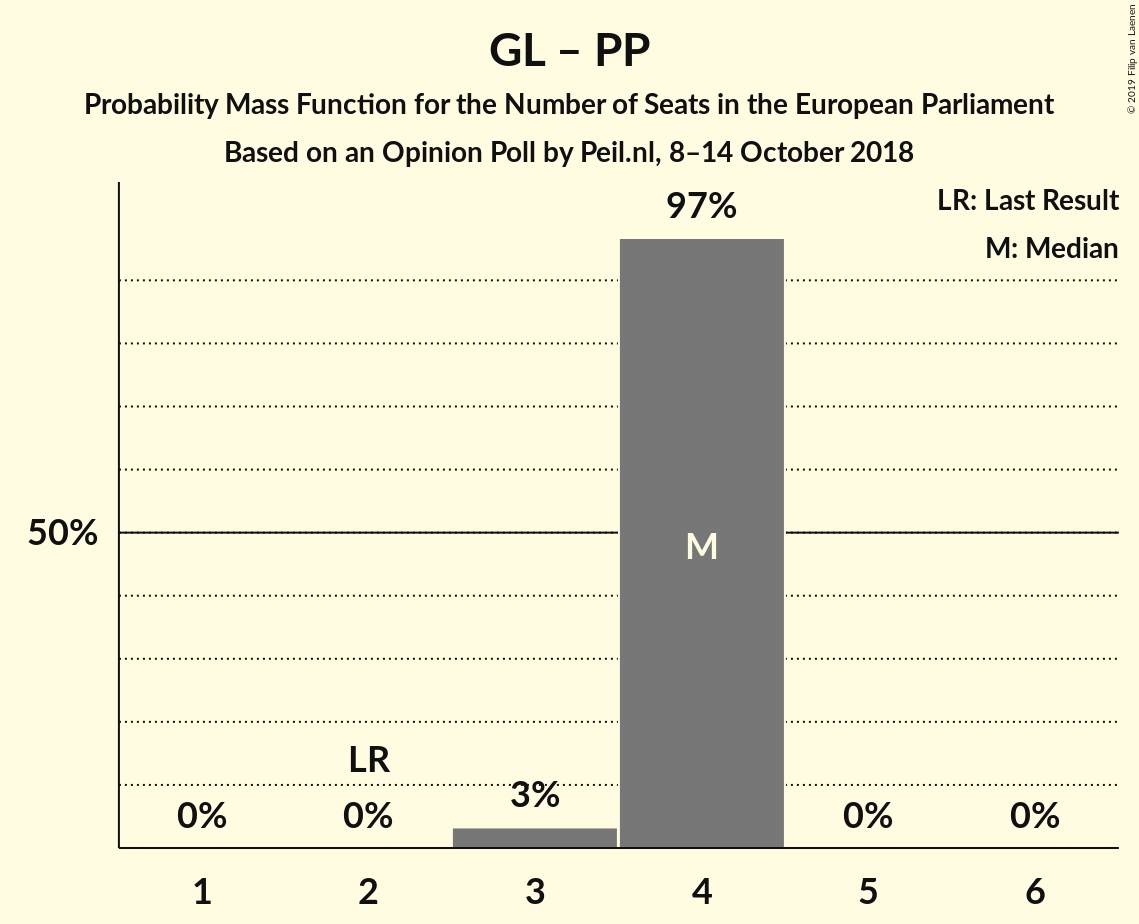 GL – PP
Probability Mass Function for the Number of Seats in the European Parliament
Based on an Opinion Poll by Peil.nl, 8–14 October 2018
© 2019 Filip van Laenen
LR: Last Result
M: Median
97%
50%
M
LR
3%
0% 0% 0% 0%
1 2 3 4 5 6